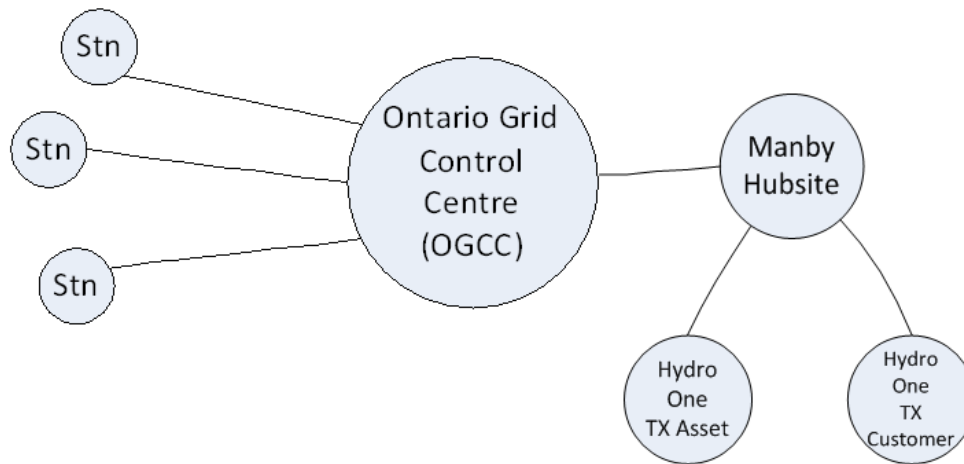 Stn
Stn
Stn
Ontario Grid
Control
Centre
(OGCC)
Manby
Hubsite
Hydro
One
TX Asset
Hydro
One
TX
Customer